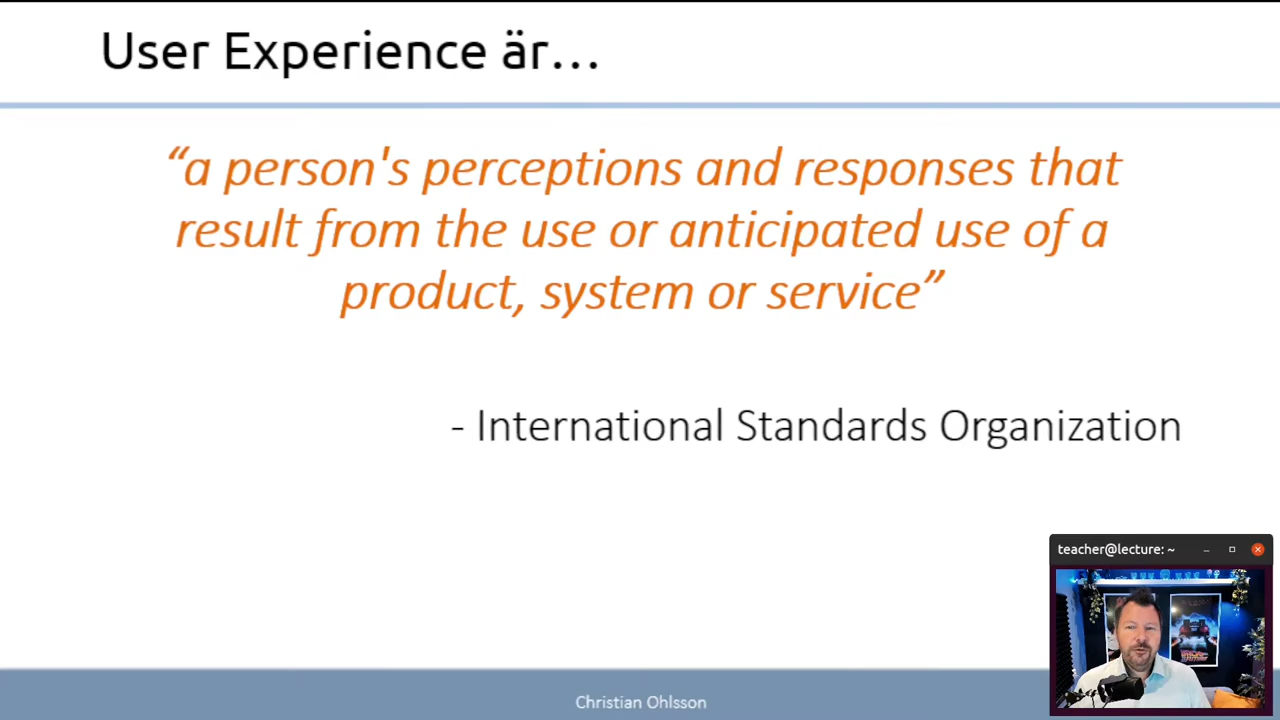 User Experience är...
“a person's perceptions and responses that
result from the use or anticipated use of a
product, system or service”
- International Standards Organization
teacher@lecture: ~
Christian Ohlsson